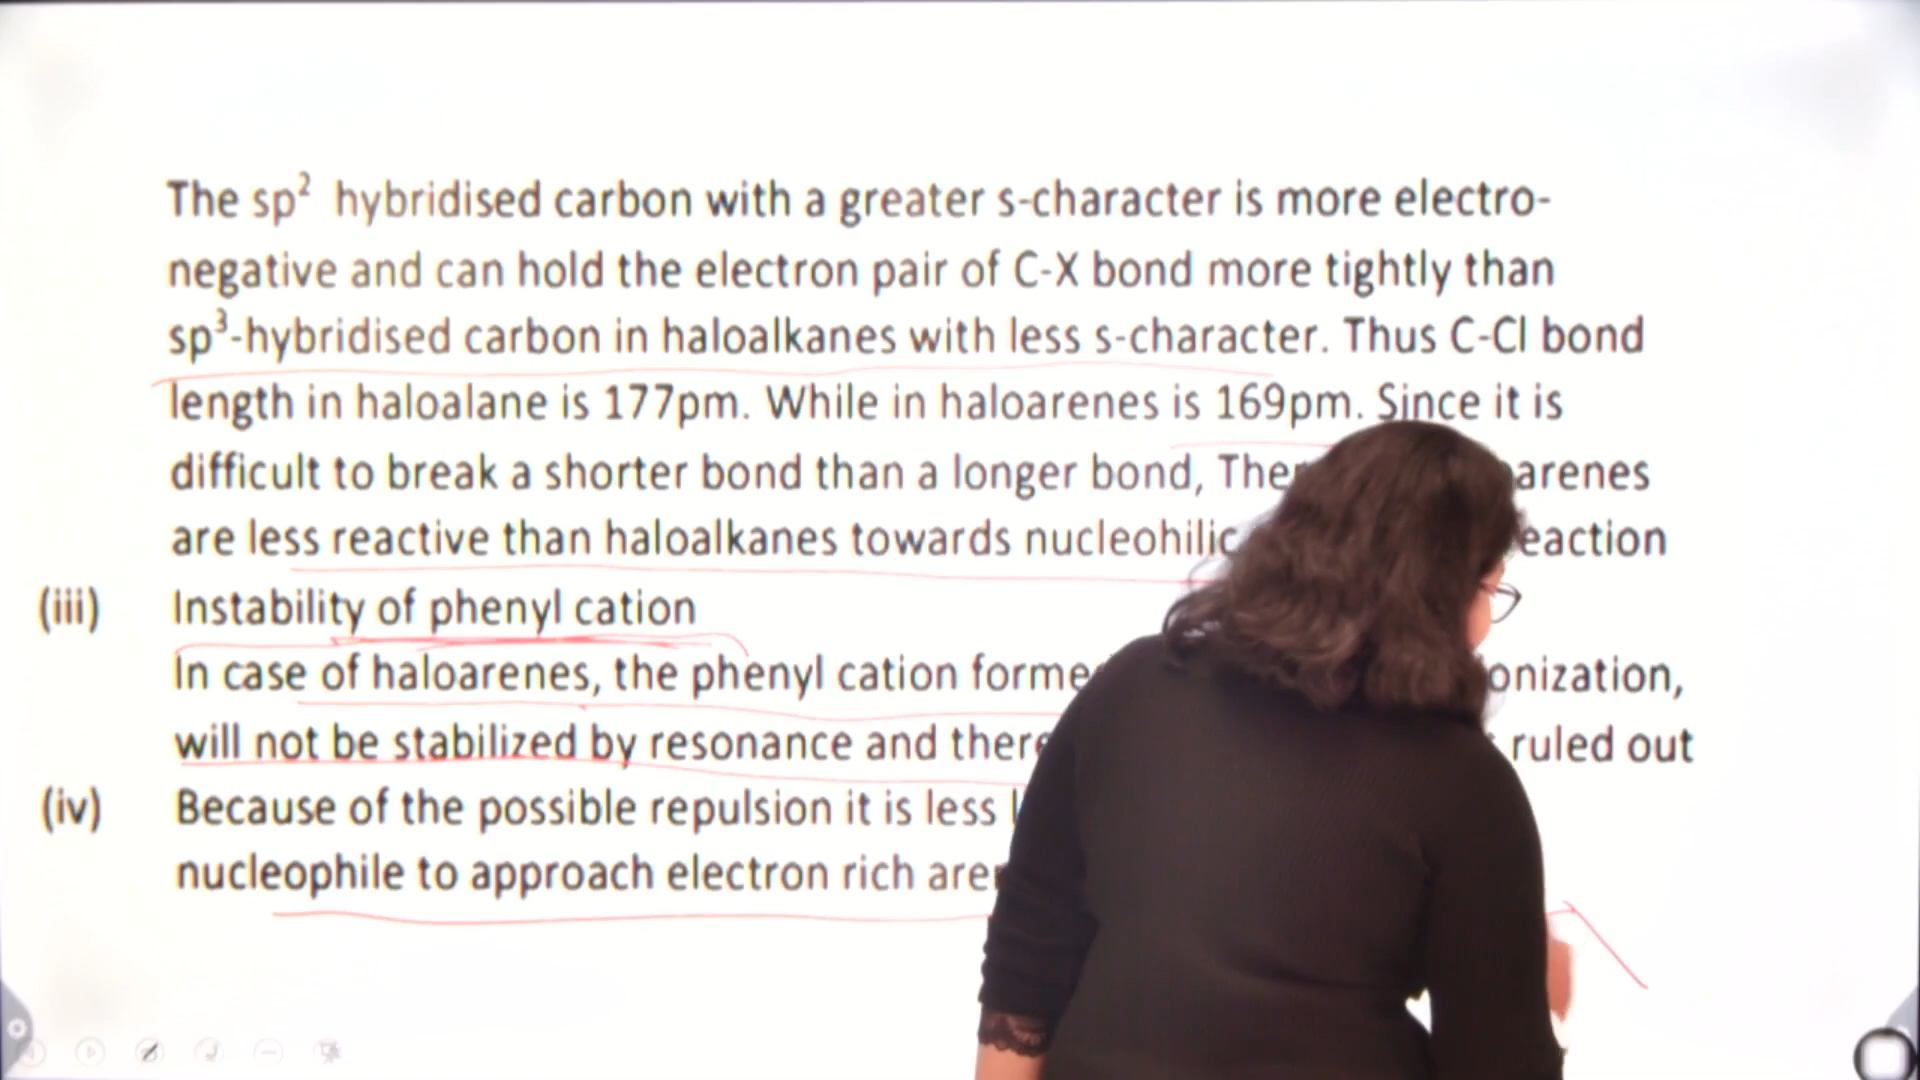 The sp² hybridised carbon with a greater s-character is more electro-
negative and can hold the electron pair of C-X bond more tightly than
sp³-hybridised carbon in haloalkanes with less s-character. Thus C-Cl bond
length in haloalane is 177pm. While in haloarenes is 169pm. Since it is
difficult to break a shorter bond than a longer bond, arenes
are less reactive than haloalkanes towards nucleohilic eaction
(iii) Instability of phenyl cation
In case of haloarenes, the phenyl cation forme onization,
will not be stabilized by resonance and ruled out
(iv) Because of the possible repulsion it is less
nucleophile to approach electron rich